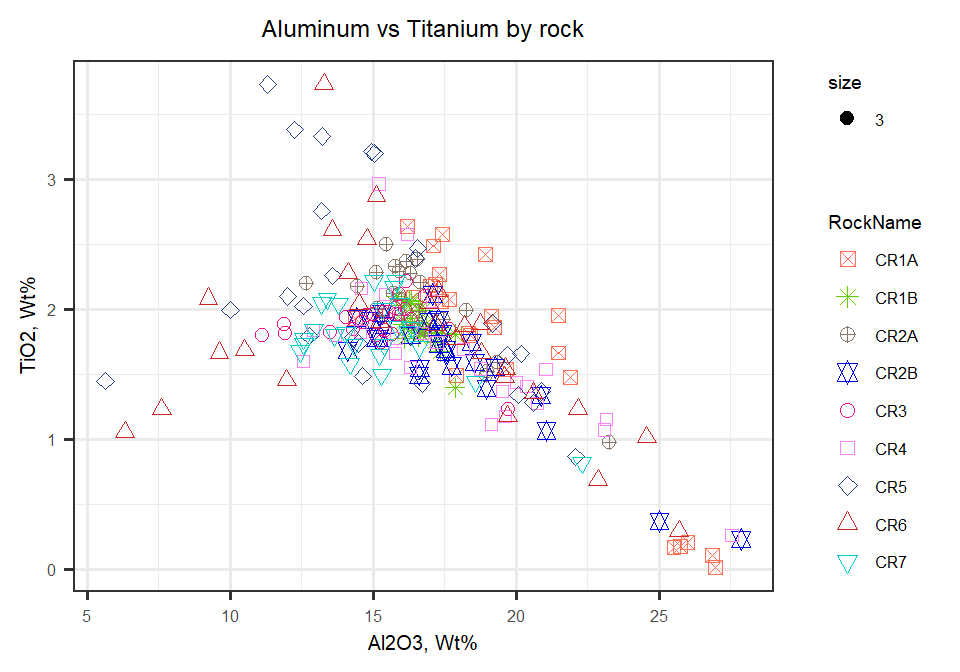 Aluminum vs Titanium by rock
TiO2, Wt%
3
2
1
0
5 10 15 20 25
Al2O3, Wt%
size
3
RockName
CR1A
CR1B
CR2A
CR2B
CR3
CR4
CR5
CR6
CR7